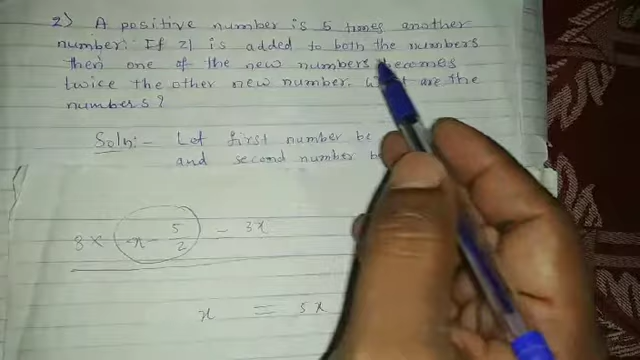 2) A positive number is 5 times another
number. If 21 is added to both the numbers
then one of the new numbers becomes
twice the other new number. What are the
numbers?
Soln:- Let first number be
and second number b
8x -x - 5/2 - 3x
x = 5x